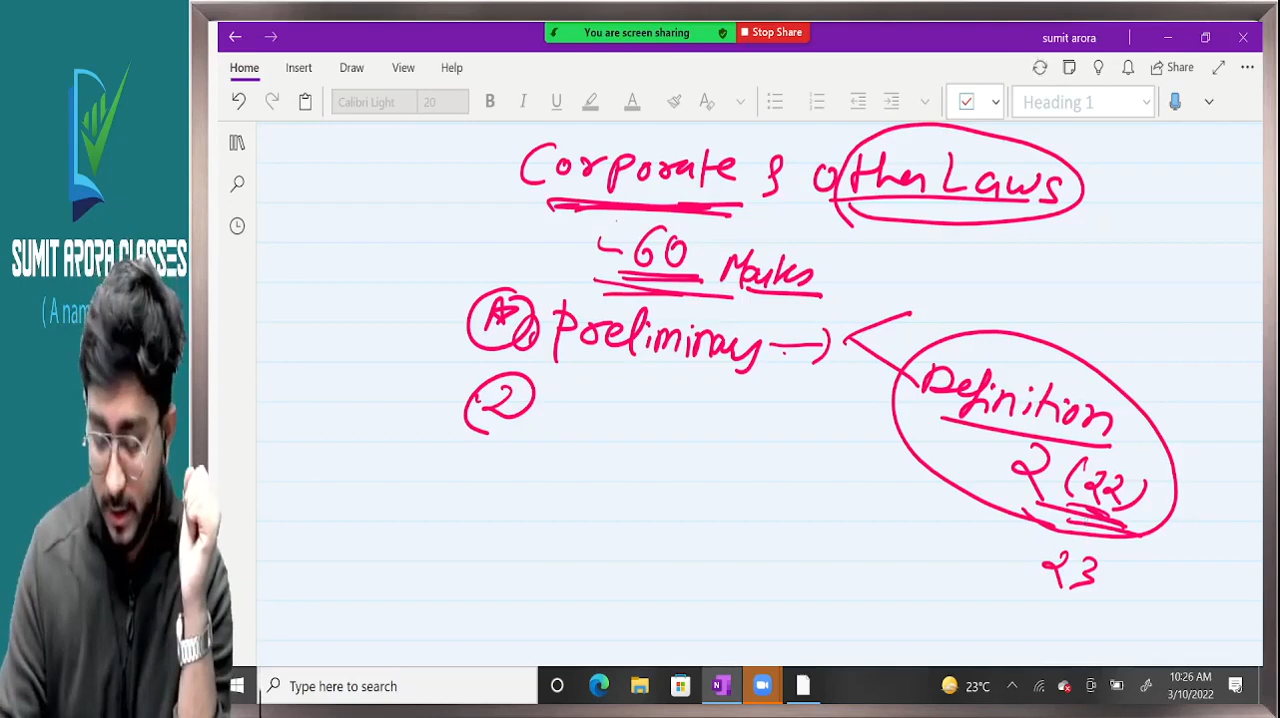 You are screen sharing
Stop Share
sumit arora
Home Insert Draw View Help
Share
Calibri Light 20 B I U A
Heading 1
Corporate & other Laws
-60 Marks
Preliminary
Definition
2 (22)
23
2
SUMIT ARORA CLASSES
( A nam
Type here to search
23°C
10:26 AM
3/10/2022